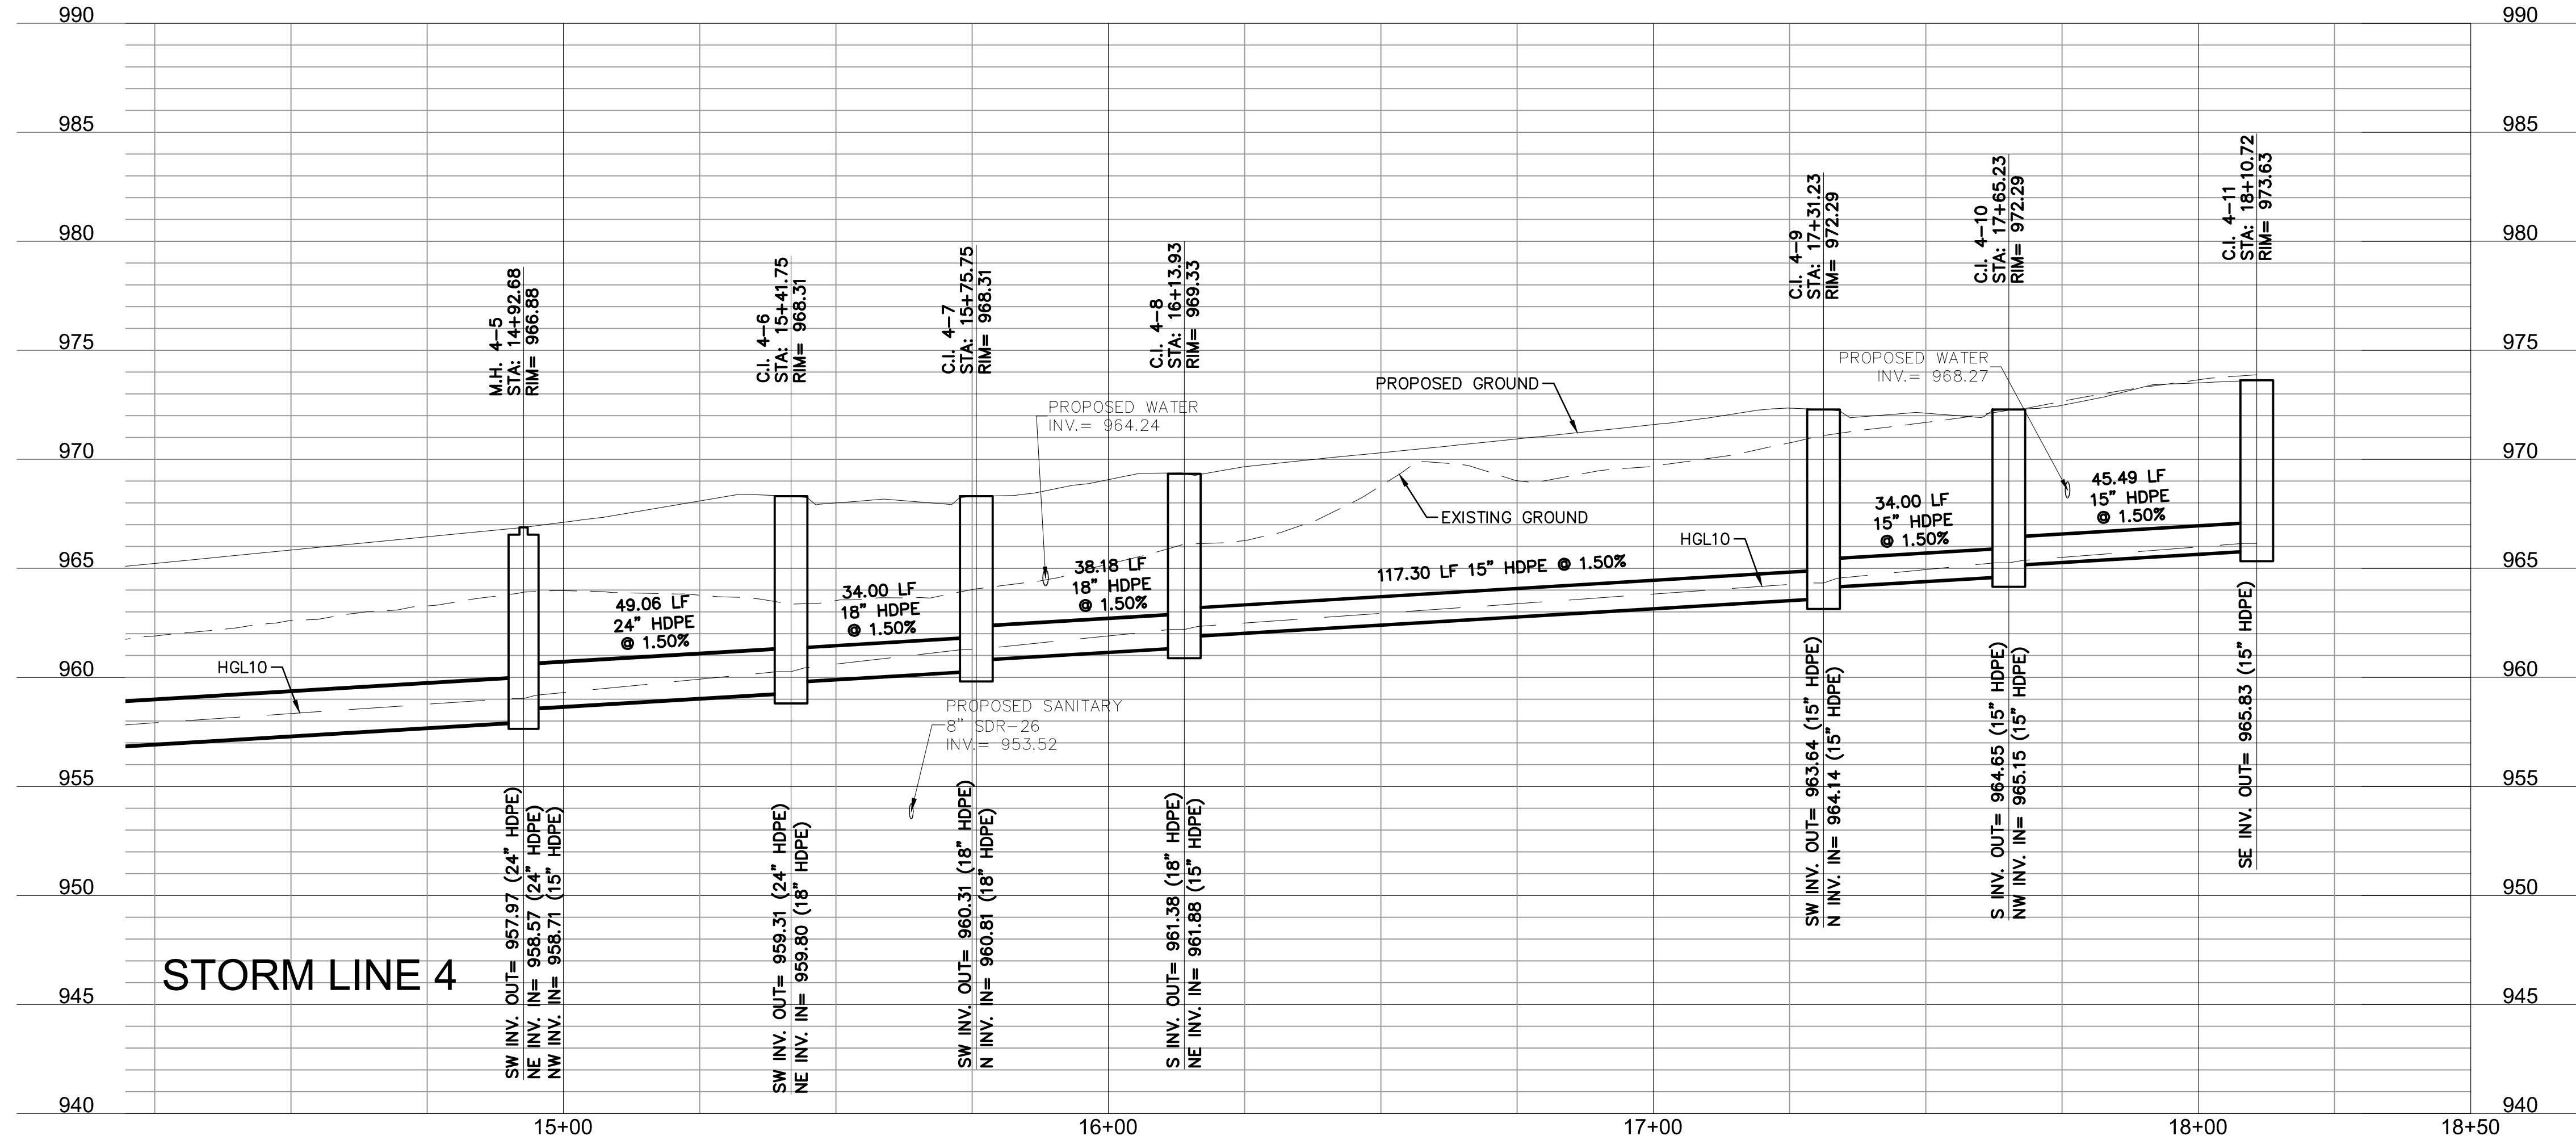 990
990
985
985
980
980
975
975
970
970
965
965
960
960
955
955
950
950
945
945
940
940
M.H. 4-5
STA: 14+92.68
RIM= 966.88
C.I. 4-6
STA: 15+41.75
RIM= 968.31
C.I. 4-7
STA: 15+75.75
RIM= 968.31
C.I. 4-8
STA: 16+13.93
RIM= 969.33
C.I. 4-9
STA: 17+31.23
RIM= 972.29
C.I. 4-10
STA: 17+65.23
RIM= 972.29
C.I. 4-11
STA: 18+10.72
RIM= 973.63
PROPOSED WATER
INV.= 964.24
PROPOSED GROUND
PROPOSED WATER
INV.= 968.27
EXISTING GROUND
HGL10
HGL10
49.06 LF
24" HDPE
@ 1.50%
34.00 LF
18" HDPE
@ 1.50%
38.18 LF
18" HDPE
@ 1.50%
117.30 LF 15" HDPE @ 1.50%
34.00 LF
15" HDPE
@ 1.50%
45.49 LF
15" HDPE
@ 1.50%
PROPOSED SANITARY
8" SDR-26
INV.= 953.52
SW INV. OUT= 957.97 (24" HDPE)
NE INV. IN= 958.57 (24" HDPE)
NW INV. IN= 958.71 (15" HDPE)
SW INV. OUT= 959.31 (24" HDPE)
NE INV. IN= 959.80 (18" HDPE)
SW INV. OUT= 960.31 (18" HDPE)
N INV. IN= 960.81 (18" HDPE)
S INV. OUT= 961.38 (18" HDPE)
NE INV. IN= 961.88 (15" HDPE)
SW INV. OUT= 963.64 (15" HDPE)
N INV. IN= 964.14 (15" HDPE)
S INV. OUT= 964.65 (15" HDPE)
NW INV. IN= 965.15 (15" HDPE)
SE INV. OUT= 965.83 (15" HDPE)
STORM LINE 4
15+00
16+00
17+00
18+00
18+50